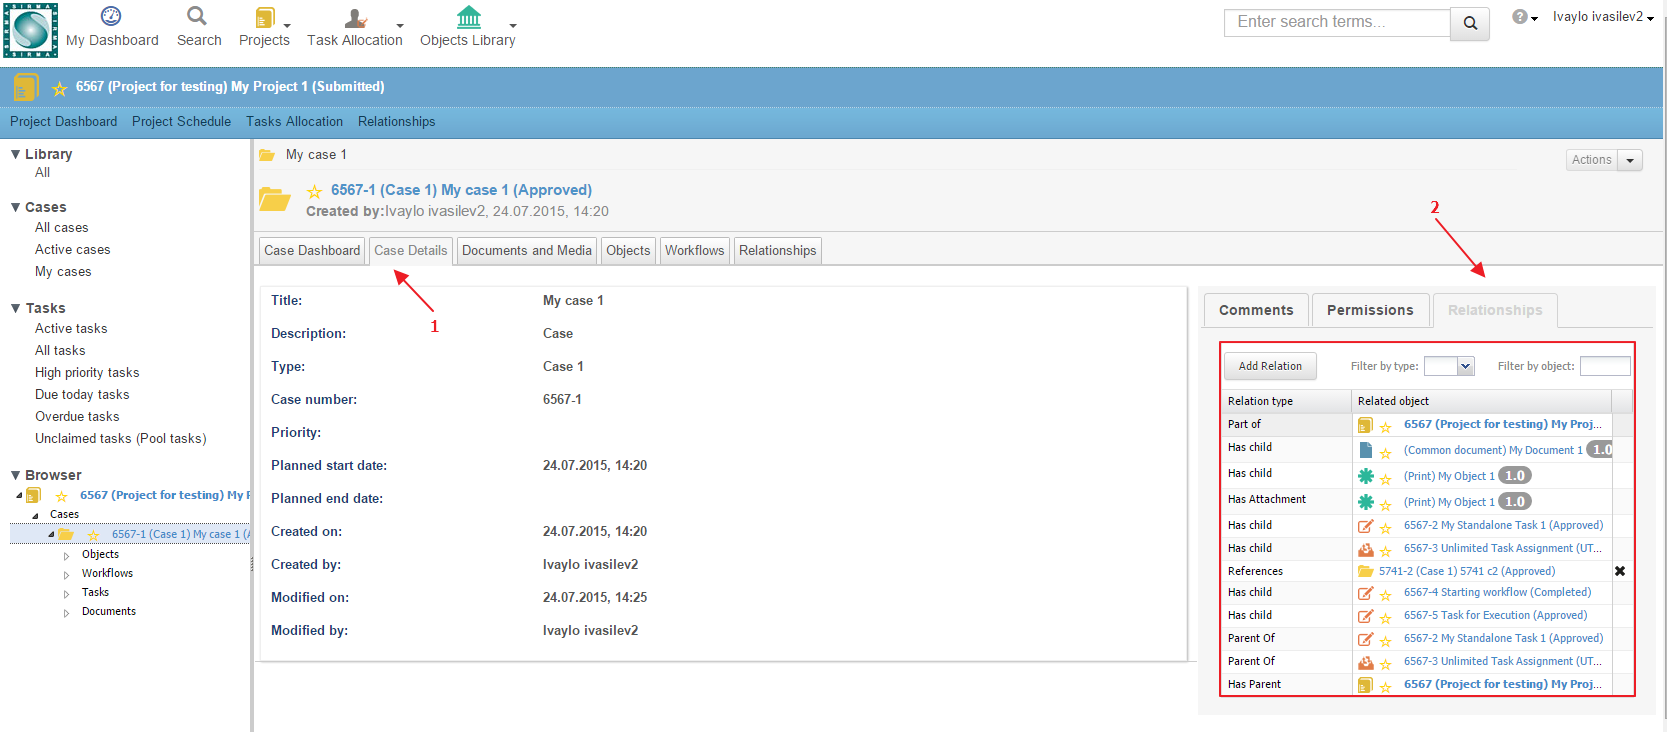 SIRMA
My Dashboard
Search
Projects
Task Allocation
Objects Library
Enter search terms...
Ivaylo ivasilev2
6567 (Project for testing) My Project 1 (Submitted)
Project Dashboard Project Schedule Tasks Allocation Relationships
Library
All
Cases
All cases
Active cases
My cases
Tasks
Active tasks
All tasks
High priority tasks
Due today tasks
Overdue tasks
Unclaimed tasks (Pool tasks)
Browser
6567 (Project for testing) My P
Cases
6567-1 (Case 1) My case 1 (A
Objects
Workflows
Tasks
Documents
My case 1
Actions
6567-1 (Case 1) My case 1 (Approved)
Created by:Ivaylo ivasilev2, 24.07.2015, 14:20
Case Dashboard Case Details Documents and Media Objects Workflows Relationships
1
2
Title: My case 1
Description: Case
Type: Case 1
Case number: 6567-1
Priority:
Planned start date: 24.07.2015, 14:20
Planned end date:
Created on: 24.07.2015, 14:20
Created by: Ivaylo ivasilev2
Modified on: 24.07.2015, 14:25
Modified by: Ivaylo ivasilev2
Comments Permissions Relationships
Add Relation Filter by type: Filter by object:
Relation type Related object
Part of 6567 (Project for testing) My Proj...
Has child (Common document) My Document 1 1.0
Has child (Print) My Object 1 1.0
Has Attachment (Print) My Object 1 1.0
Has child 6567-2 My Standalone Task 1 (Approved)
Has child 6567-3 Unlimited Task Assignment (UT...
References 5741-2 (Case 1) 5741 c2 (Approved)
Has child 6567-4 Starting workflow (Completed)
Has child 6567-5 Task for Execution (Approved)
Parent Of 6567-2 My Standalone Task 1 (Approved)
Parent Of 6567-3 Unlimited Task Assignment (UT...
Has Parent 6567 (Project for testing) My Proj...